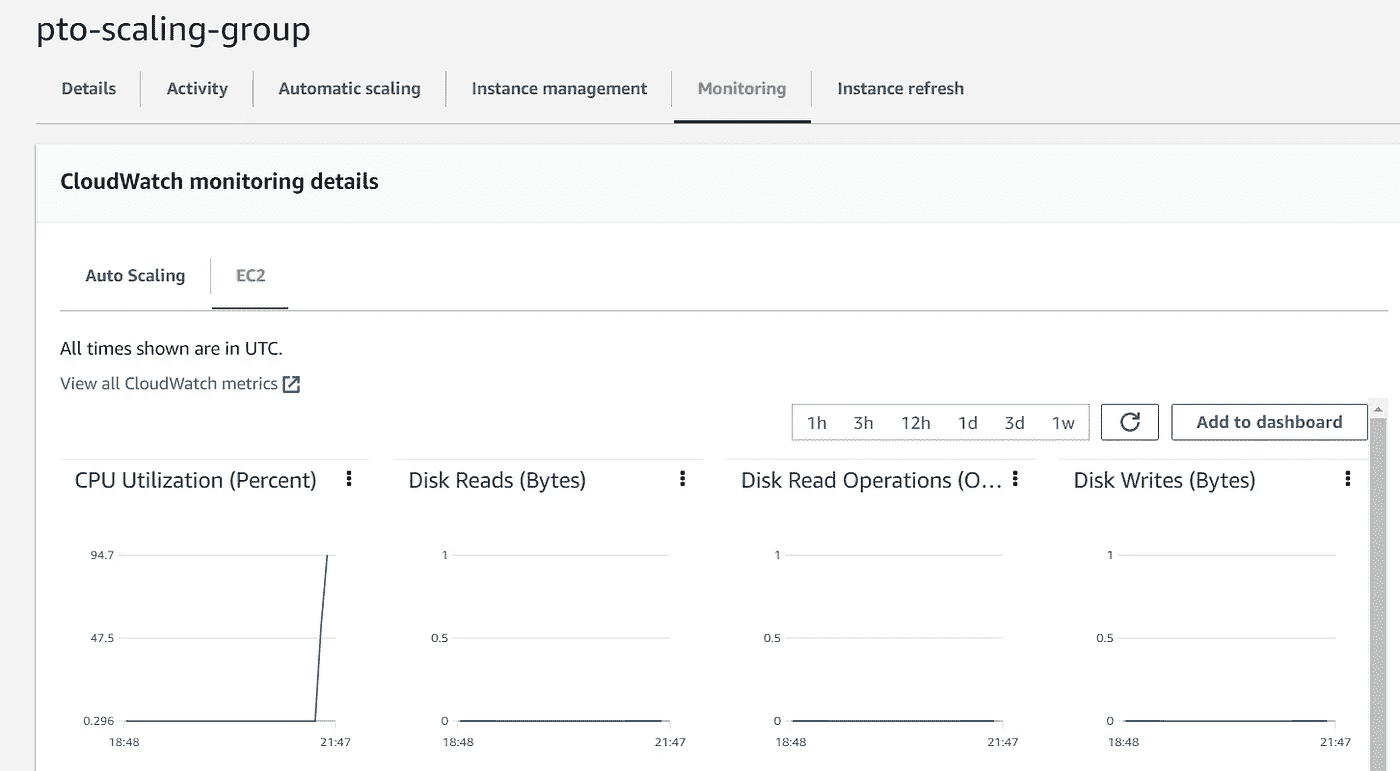 pto-scaling-group
Details Activity Automatic scaling Instance management Monitoring Instance refresh
CloudWatch monitoring details
Auto Scaling EC2
All times shown are in UTC.
View all CloudWatch metrics
1h 3h 12h 1d 3d 1w Add to dashboard
CPU Utilization (Percent) Disk Reads (Bytes) Disk Read Operations (O... Disk Writes (Bytes)
94.7 1 1 1
47.5 0.5 0.5 0.5
0.296 0 0 0
18:48 21:47 18:48 21:47 18:48 21:47 18:48 21:47